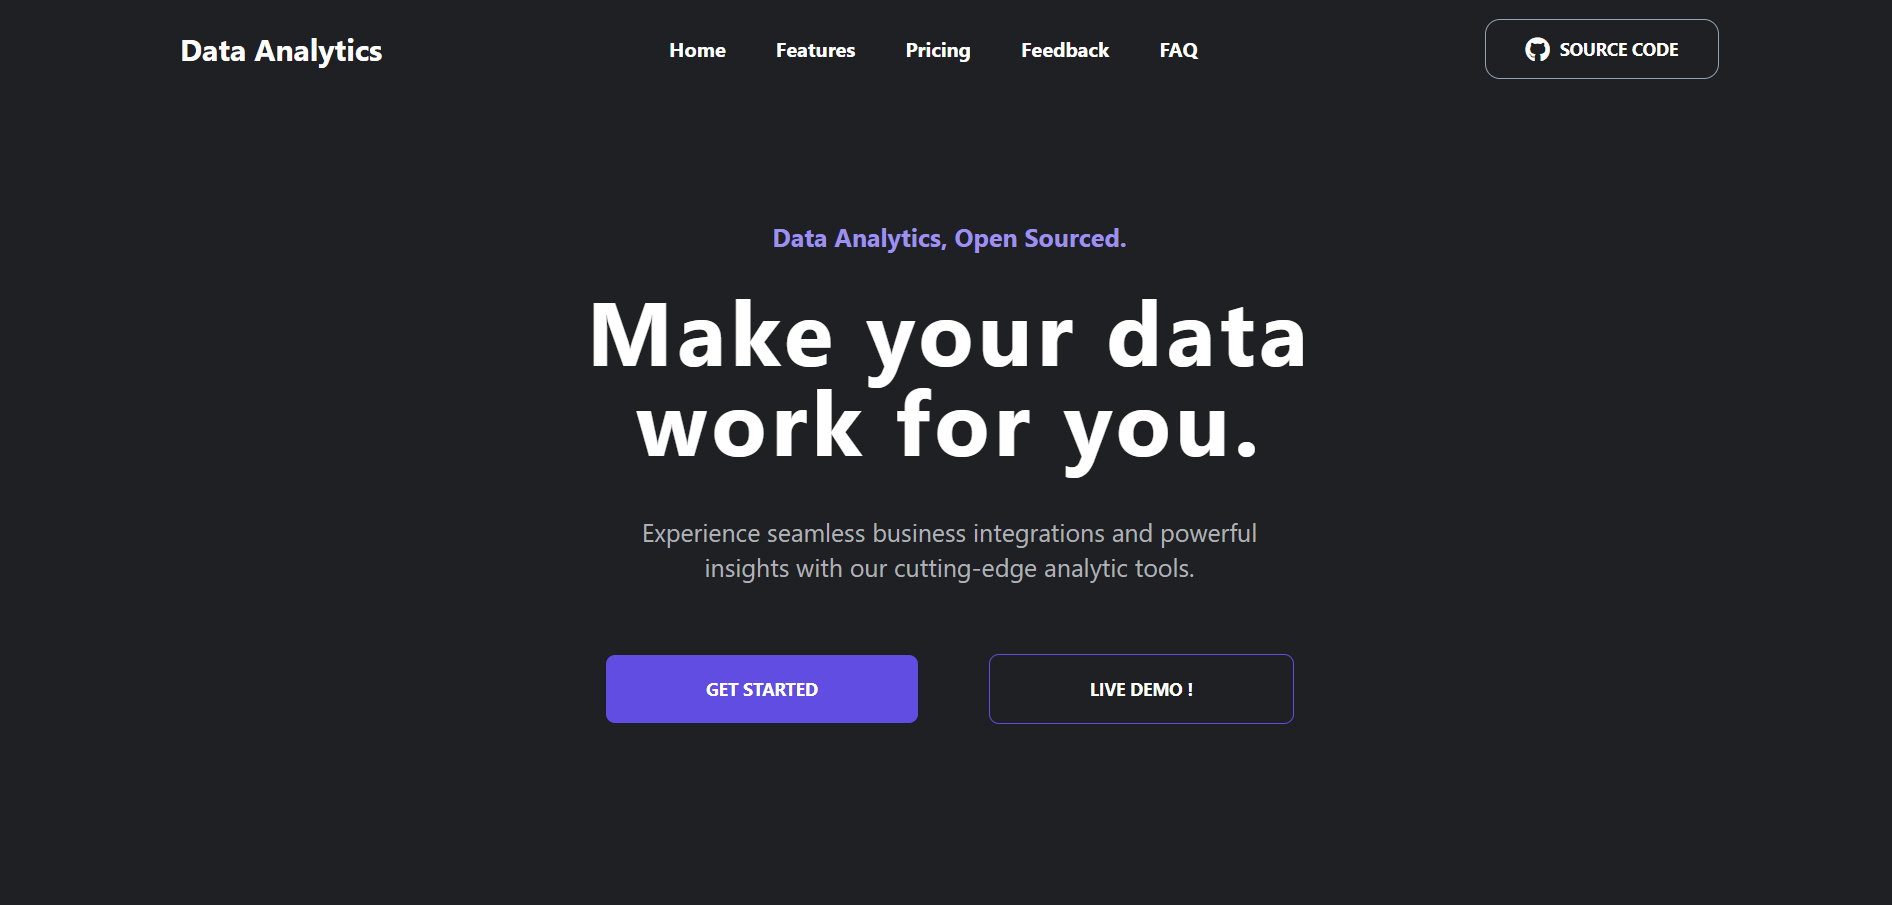 Data Analytics
Home
Features
Pricing
Feedback
FAQ
SOURCE CODE
Data Analytics, Open Sourced.
Make your data
work for you.
Experience seamless business integrations and powerful
insights with our cutting-edge analytic tools.
GET STARTED
LIVE DEMO !